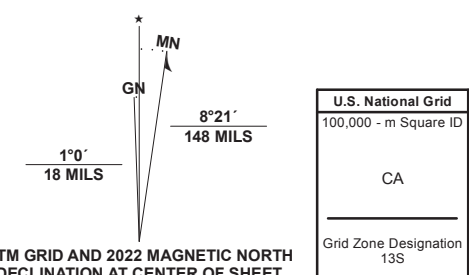 ★
MN
GN
8°21´
148 MILS
1°0´
18 MILS
TM GRID AND 2022 MAGNETIC NORTH
DECLINATION AT CENTER OF SHEET
U.S. National Grid
100,000 - m Square ID
CA
Grid Zone Designation
13S